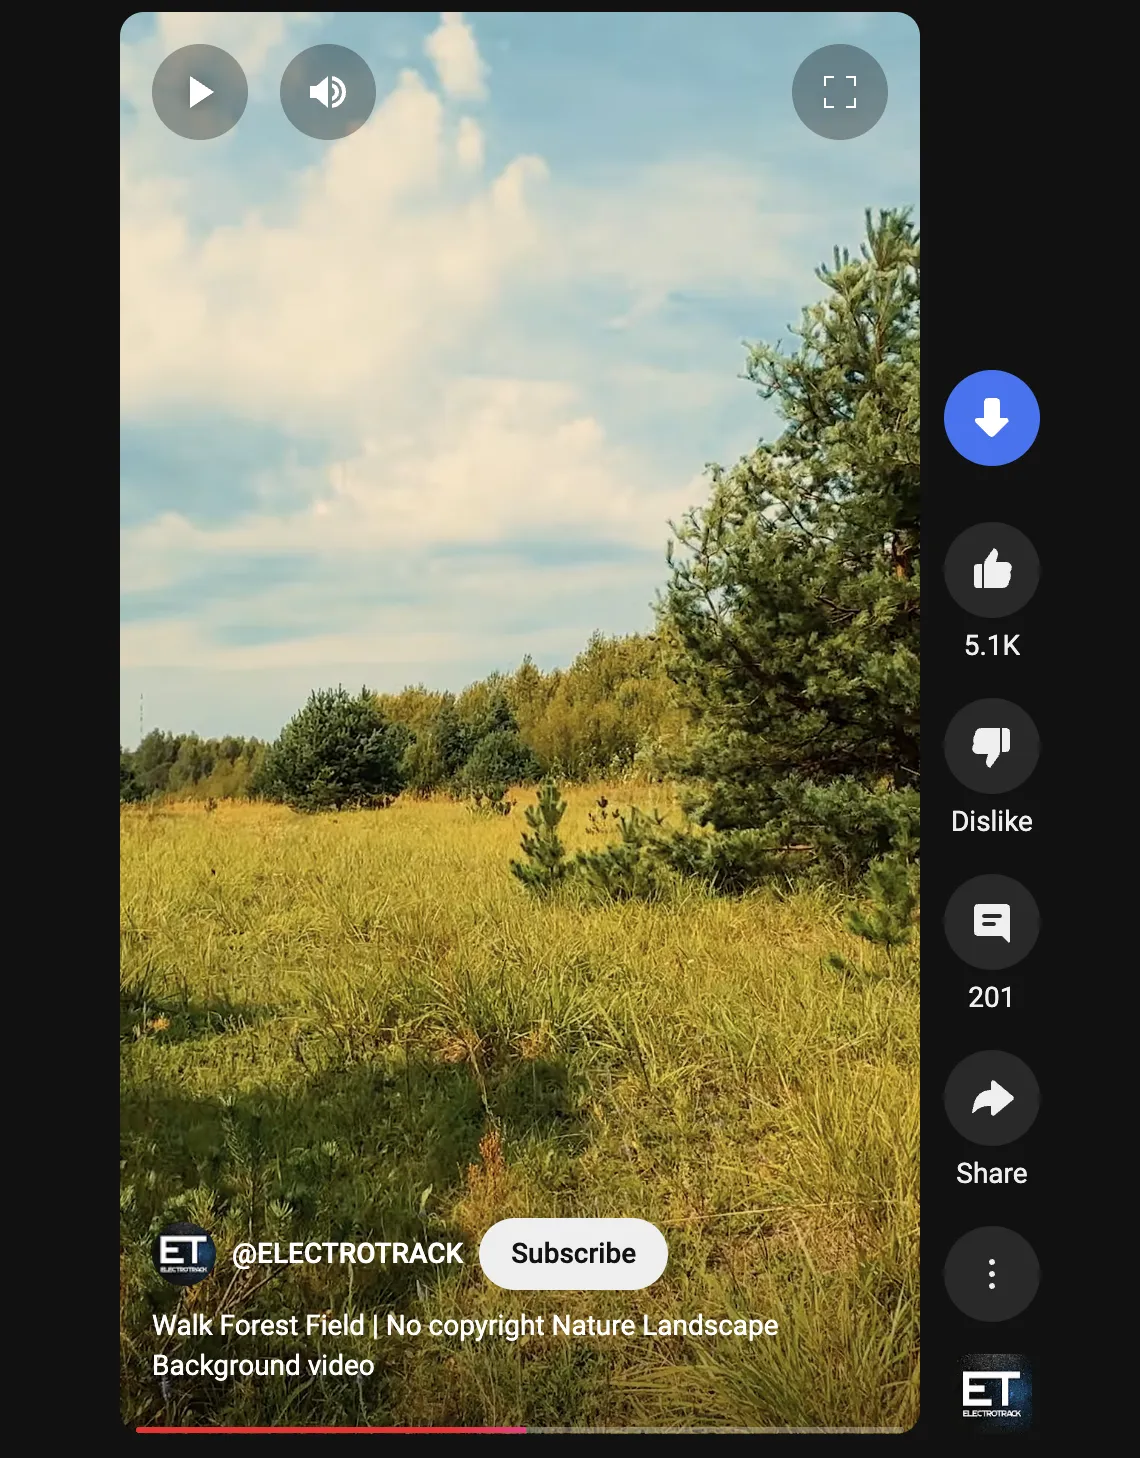 5.1K
Dislike
201
Share
ET
ELECTROTRACK
@ELECTROTRACK
Subscribe
Walk Forest Field | No copyright Nature Landscape
Background video
ET
ELECTROTRACK